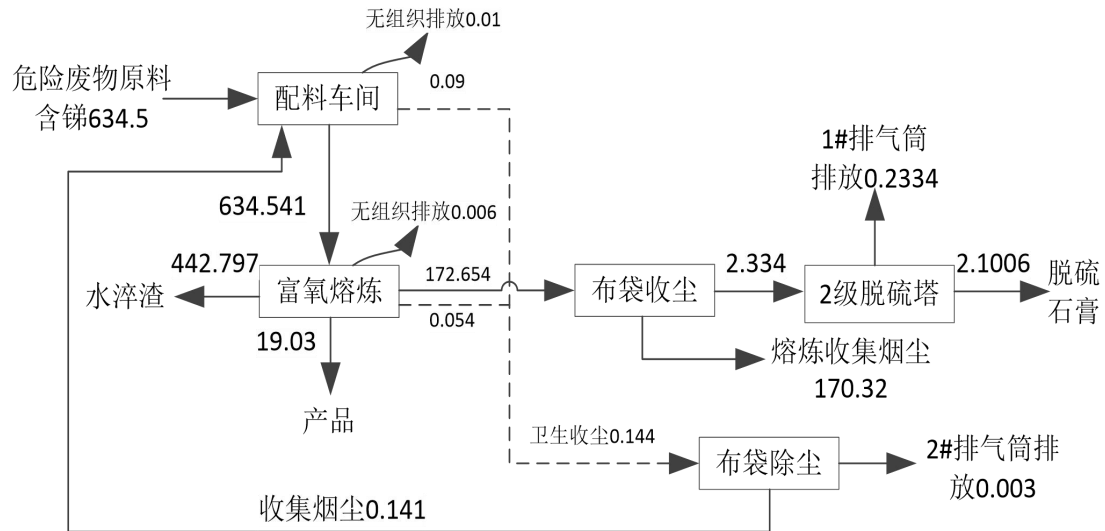 无组织排放0.01
危险废物原料
含锑634.5
配料车间
0.09
1#排气筒
排放0.2334
634.541
无组织排放0.006
442.797
水淬渣
富氧熔炼
172.654
0.054
布袋收尘
2.334
2级脱硫塔
2.1006
脱硫
石膏
19.03
产品
熔炼收集烟尘
170.32
卫生收尘0.144
布袋除尘
2#排气筒排
放0.003
收集烟尘0.141